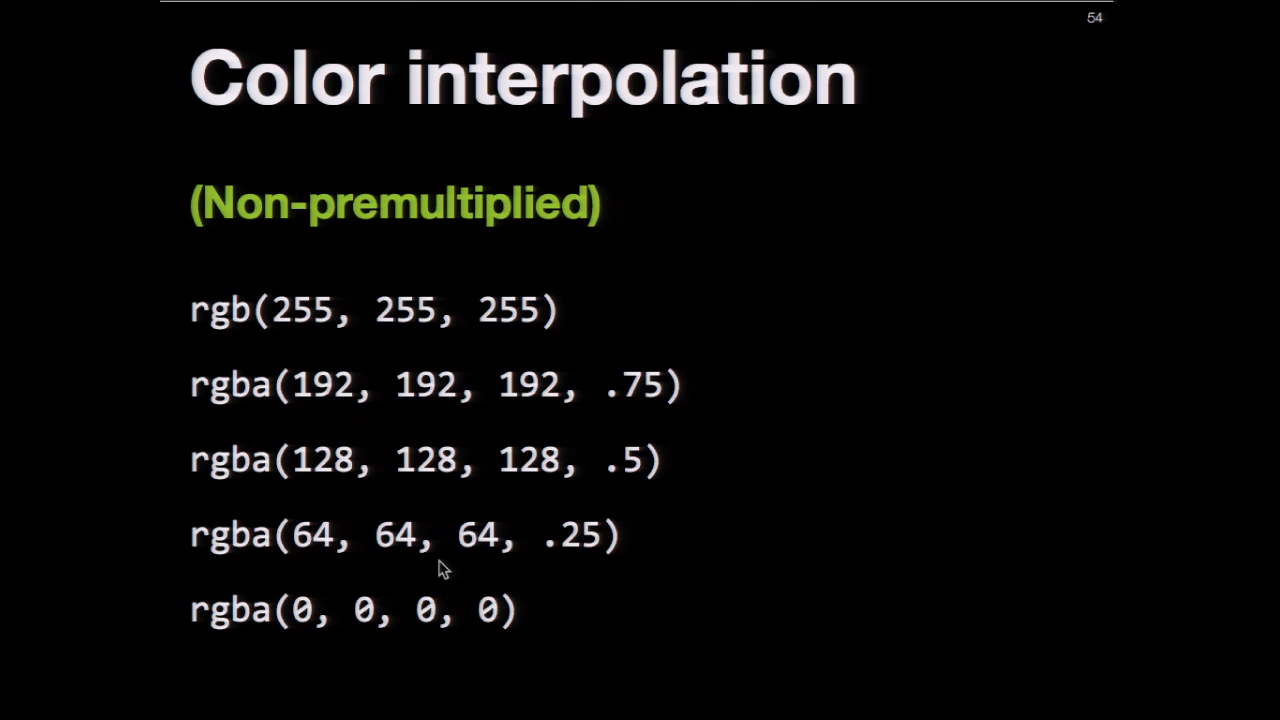 54
Color interpolation
(Non-premultiplied)
rgb(255, 255, 255)
rgba(192, 192, 192, .75)
rgba(128, 128, 128, .5)
rgba(64, 64, 64, .25)
rgba(0, 0, 0, 0)